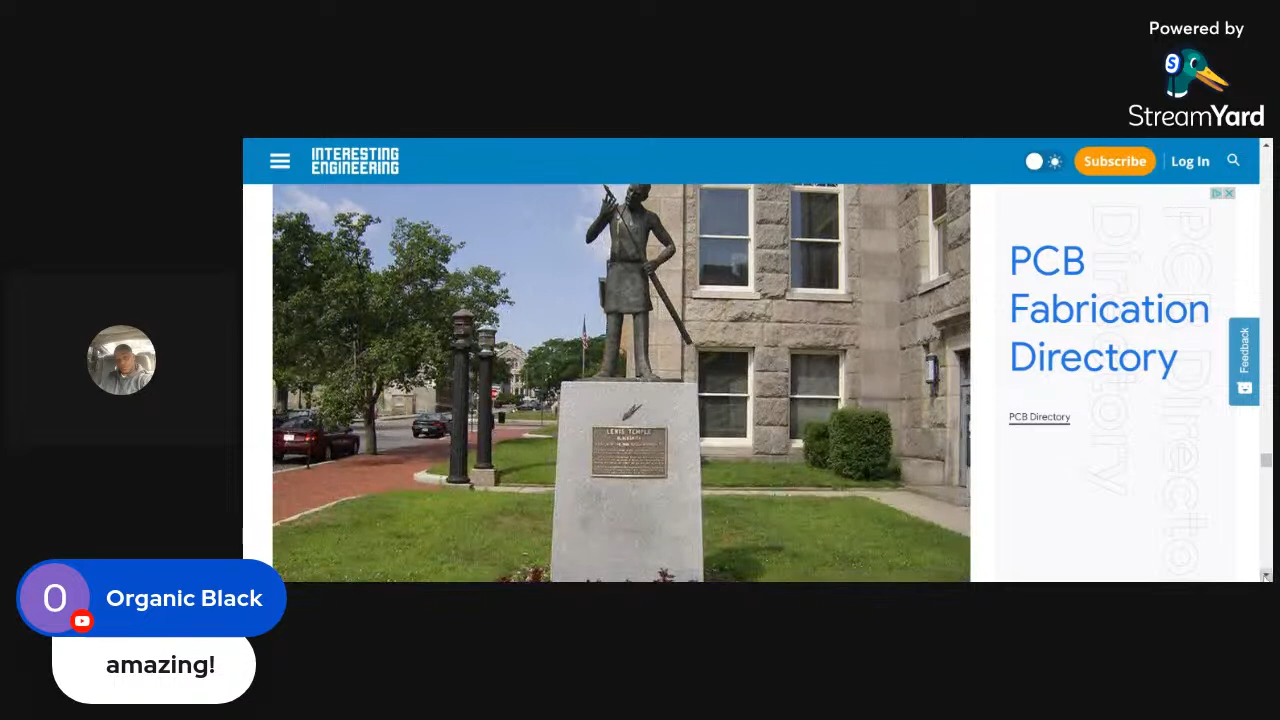 Powered by
StreamYard
INTERESTING
ENGINEERING
Subscribe
Log In
PCB
Fabrication
Directory
PCB Directory
Feedback
LEWIS TEMPLE
O
Organic Black
amazing!